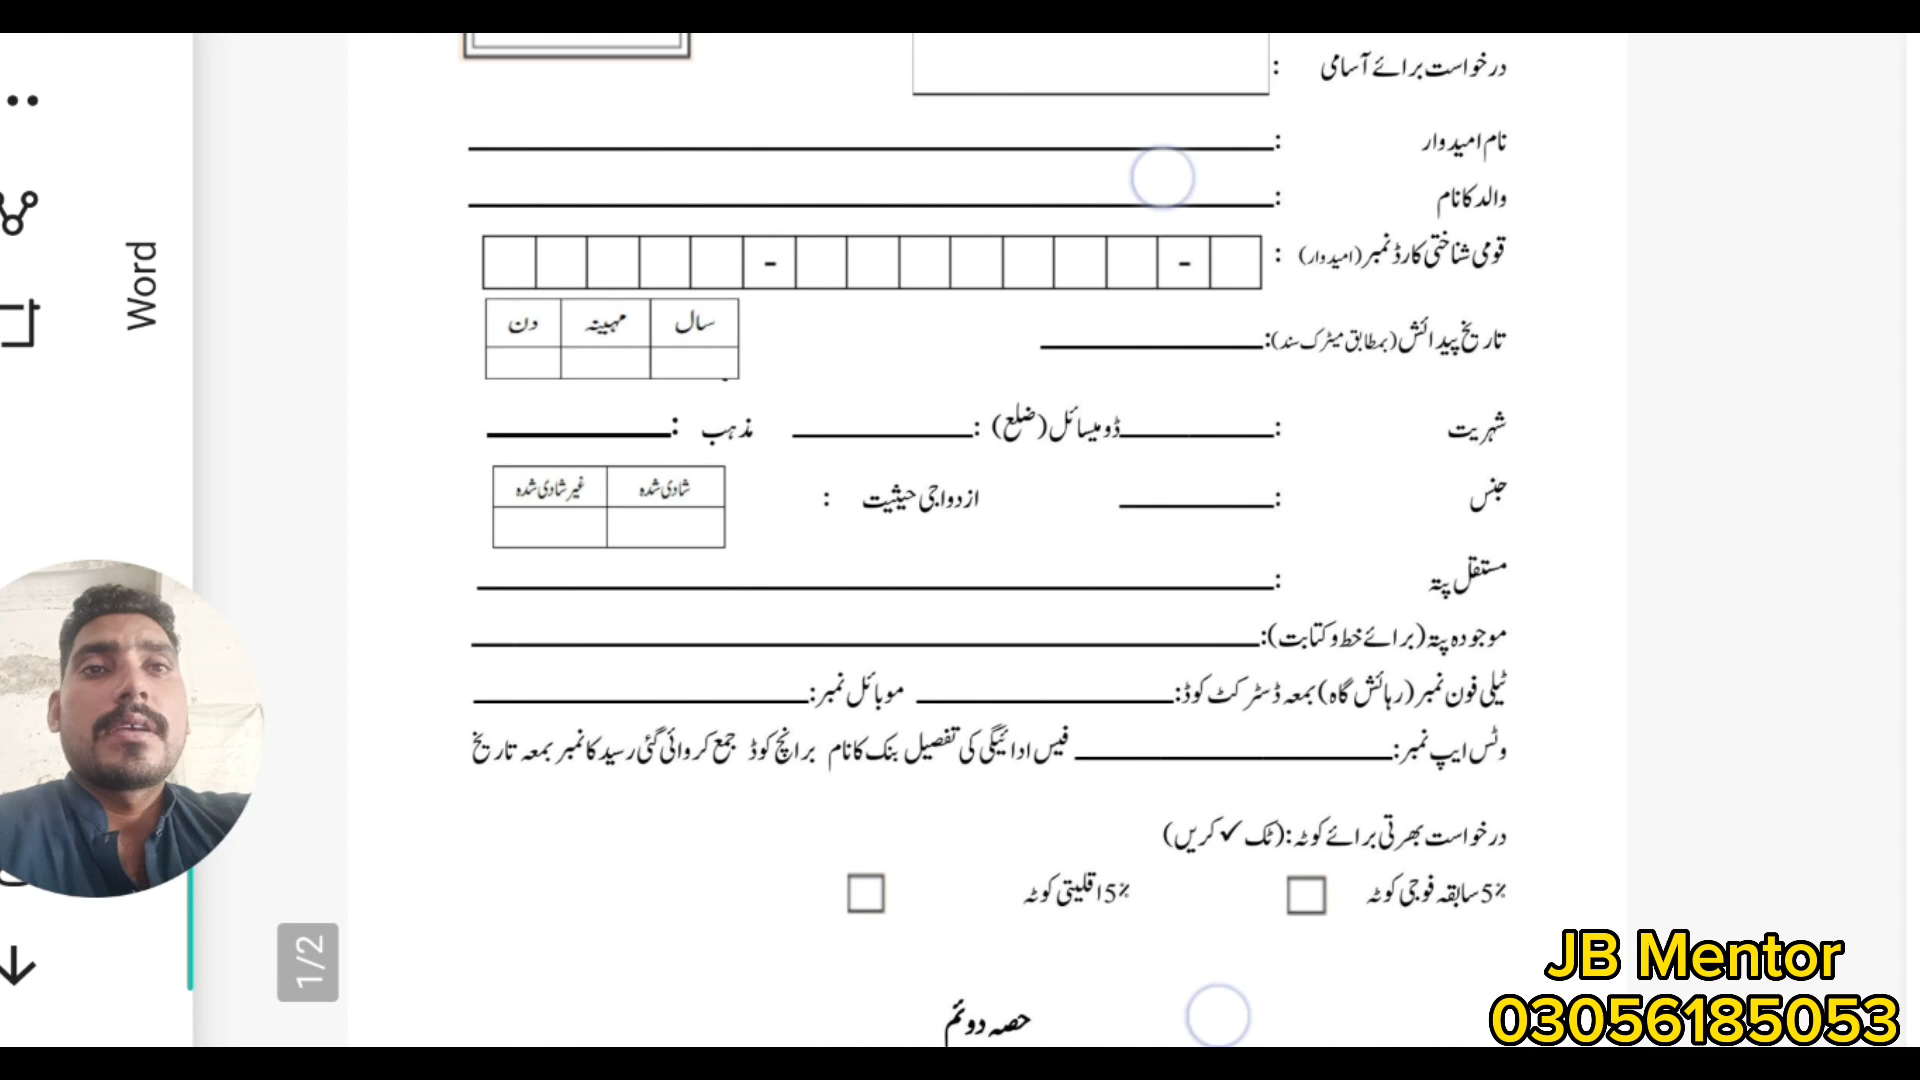 درخواست برائے آسامی :
نام امیدوار :
والد کا نام :
قومی شناختی کارڈ نمبر (امیدوار) : - -
تاریخ پیدائش (بمطابق میٹرک سند):
سال مہینہ دن
شہریت : ڈومیسائل (ضلع) : مذہب :
جنس : ازدواجی حیثیت :
شادی شدہ غیر شادی شدہ
مستقل پتہ :
موجودہ پتہ (برائے خط و کتابت):
ٹیلی فون نمبر (رہائش گاہ) بمعہ ڈسٹرکٹ کوڈ: موبائل نمبر:
وٹس ایپ نمبر: فیس ادائیگی کی تفصیل بنک کا نام برانچ کوڈ جمع کروائی گئی رسید کا نمبر بمعہ تاریخ
درخواست بھرتی برائے کوٹہ: (ٹک ✓ کریں)
5٪ سابقہ فوجی کوٹہ 5٪ اقلیتی کوٹہ
حصہ دوئم
Word
1/2
JB Mentor
03056185053